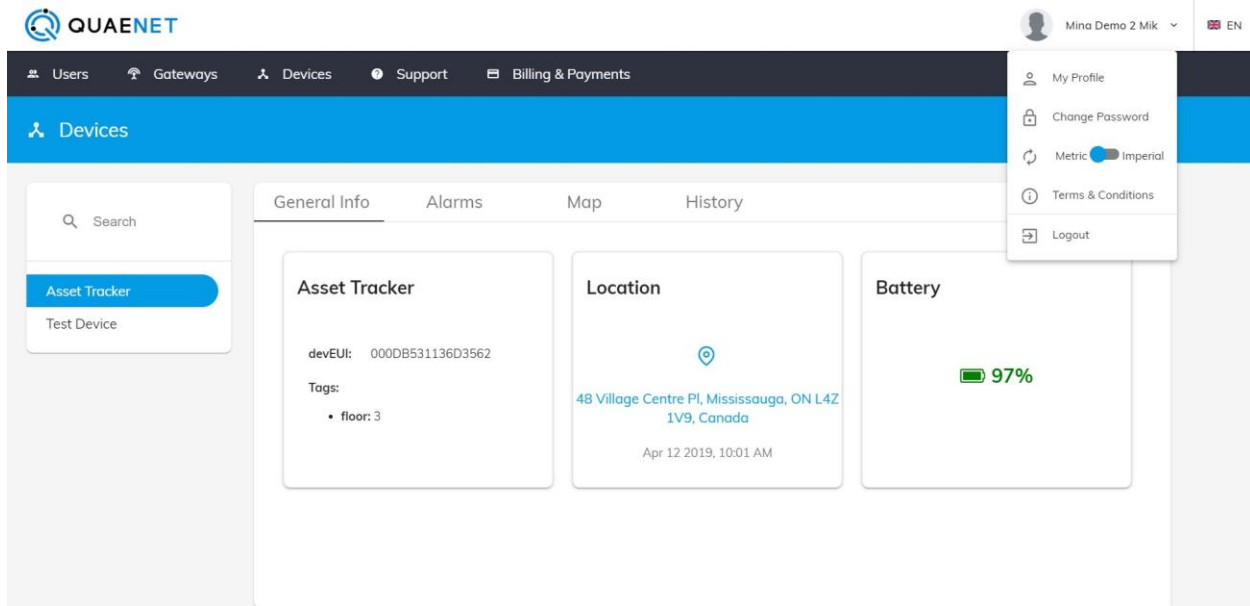 QUAENET
Mina Demo 2 Mik
EN
Users
Gateways
Devices
Support
Billing & Payments
My Profile
Change Password
Metric Imperial
Terms & Conditions
Logout
Devices
Search
Asset Tracker
Test Device
General Info
Alarms
Map
History
Asset Tracker
devEUI: 000DB531136D3562
Tags:
• floor: 3
Location
48 Village Centre Pl, Mississauga, ON L4Z
1V9, Canada
Apr 12 2019, 10:01 AM
Battery
97%